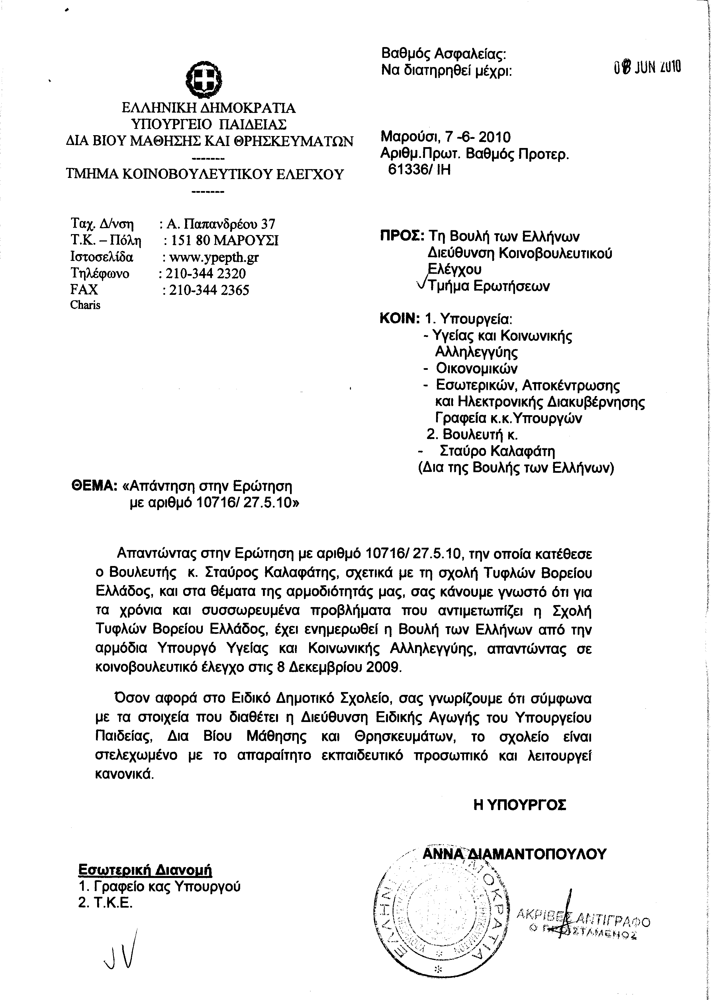 Βαθμός Ασφαλείας:
Να διατηρηθεί μέχρι:
JUN 2010
ΕΛΛΗΝΙΚΗ ΔΗΜΟΚΡΑΤΙΑ
ΥΠΟΥΡΓΕΙΟ ΠΑΙΔΕΙΑΣ
ΔΙΑ ΒΙΟΥ ΜΑΘΗΣΗΣ ΚΑΙ ΘΡΗΣΚΕΥΜΑΤΩΝ
-------
ΤΜΗΜΑ ΚΟΙΝΟΒΟΥΛΕΥΤΙΚΟΥ ΕΛΕΓΧΟΥ
-------
Μαρούσι, 7 -6- 2010
Αριθμ.Πρωτ. Βαθμός Προτερ.
61336/ ΙΗ
Ταχ. Δ/νση : Α. Παπανδρέου 37
Τ.Κ. – Πόλη : 151 80 ΜΑΡΟΥΣΙ
Ιστοσελίδα : www.ypepth.gr
Τηλέφωνο : 210-344 2320
FAX : 210-344 2365
Charis
ΠΡΟΣ: Τη Βουλή των Ελλήνων
Διεύθυνση Κοινοβουλευτικού
Ελέγχου
Τμήμα Ερωτήσεων
ΚΟΙΝ: 1. Υπουργεία:
- Υγείας και Κοινωνικής
Αλληλεγγύης
- Οικονομικών
- Εσωτερικών, Αποκέντρωσης
και Ηλεκτρονικής Διακυβέρνησης
Γραφεία κ.κ.Υπουργών
2. Βουλευτή κ.
- Σταύρο Καλαφάτη
(Δια της Βουλής των Ελλήνων)
ΘΕΜΑ: «Απάντηση στην Ερώτηση
με αριθμό 10716/ 27.5.10»
Απαντώντας στην Ερώτηση με αριθμό 10716/ 27.5.10, την οποία κατέθεσε
ο Βουλευτής κ. Σταύρος Καλαφάτης, σχετικά με τη σχολή Τυφλών Βορείου
Ελλάδος, και στα θέματα της αρμοδιότητάς μας, σας κάνουμε γνωστό ότι για
τα χρόνια και συσσωρευμένα προβλήματα που αντιμετωπίζει η Σχολή
Τυφλών Βορείου Ελλάδος, έχει ενημερωθεί η Βουλή των Ελλήνων από την
αρμόδια Υπουργό Υγείας και Κοινωνικής Αλληλεγγύης, απαντώντας σε
κοινοβουλευτικό έλεγχο στις 8 Δεκεμβρίου 2009.
Όσον αφορά στο Ειδικό Δημοτικό Σχολείο, σας γνωρίζουμε ότι σύμφωνα
με τα στοιχεία που διαθέτει η Διεύθυνση Ειδικής Αγωγής του Υπουργείου
Παιδείας, Δια Βίου Μάθησης και Θρησκευμάτων, το σχολείο είναι
στελεχωμένο με το απαραίτητο εκπαιδευτικό προσωπικό και λειτουργεί
κανονικά.
Η ΥΠΟΥΡΓΟΣ
ΑΝΝΑ ΔΙΑΜΑΝΤΟΠΟΥΛΟΥ
Εσωτερική Διανομή
1. Γραφείο κας Υπουργού
2. Τ.Κ.Ε.
ΑΚΡΙΒΕΣ ΑΝΤΙΓΡΑΦΟ
Ο ΠΡΟΪΣΤΑΜΕΝΟΣ